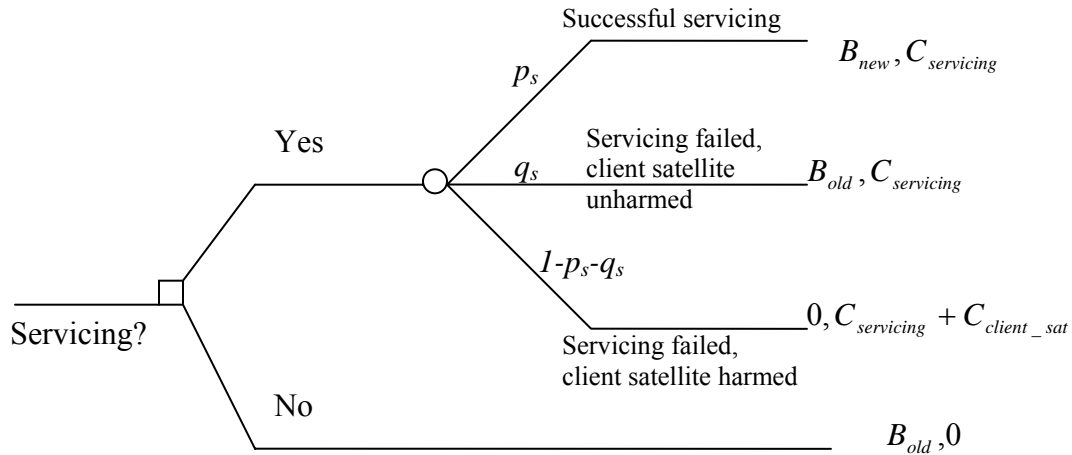 Successful servicing
B_new, C_servicing
p_s
Yes
Servicing failed,
client satellite
unharmed
q_s
B_old, C_servicing
1-p_s-q_s
0, C_servicing + C_client_sat
Servicing?
Servicing failed,
client satellite harmed
No
B_old,0